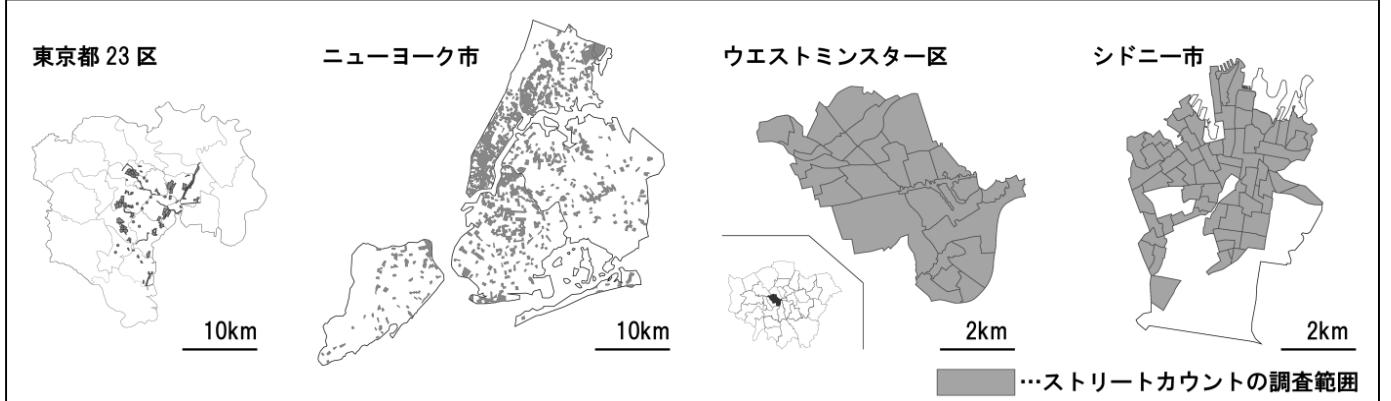 東京都 23 区
ニューヨーク市
ウエストミンスター区
シドニー市
10km
10km
2km
2km
…ストリートカウントの調査範囲